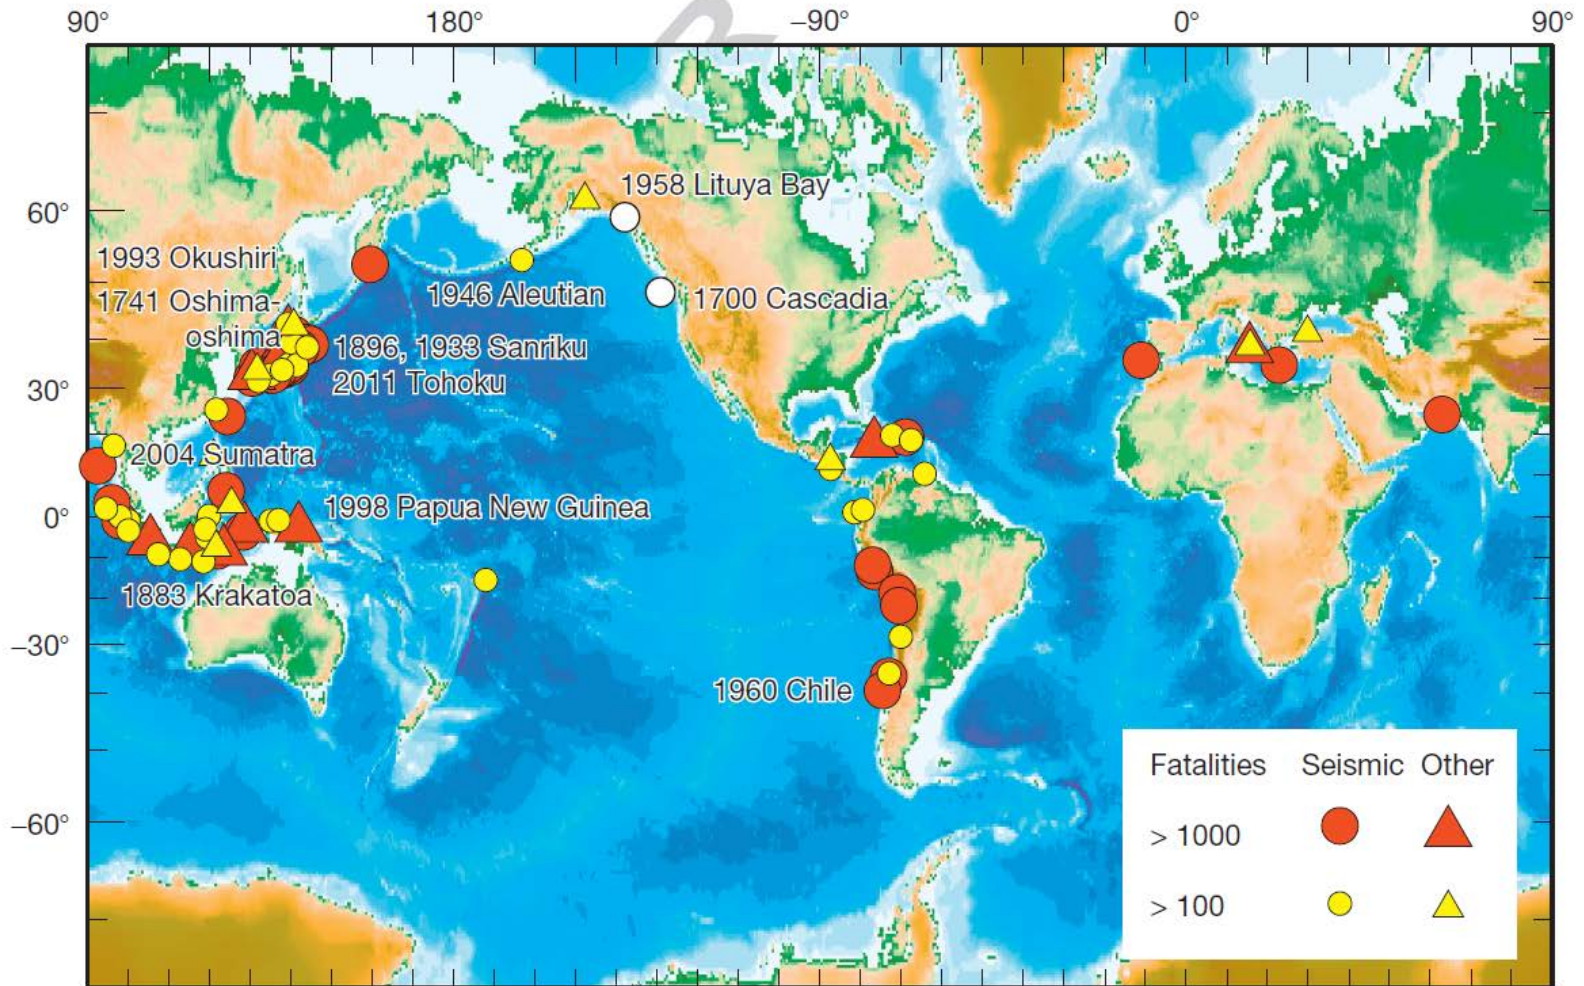 90°
180°
–90°
0°
90°
60°
30°
0°
–30°
–60°
1958 Lituya Bay
1993 Okushiri
1741 Oshima-
oshima
1946 Aleutian
1700 Cascadia
1896, 1933 Sanriku
2011 Tohoku
2004 Sumatra
1998 Papua New Guinea
1883 Krakatoa
1960 Chile
Fatalities Seismic Other
> 1000
> 100